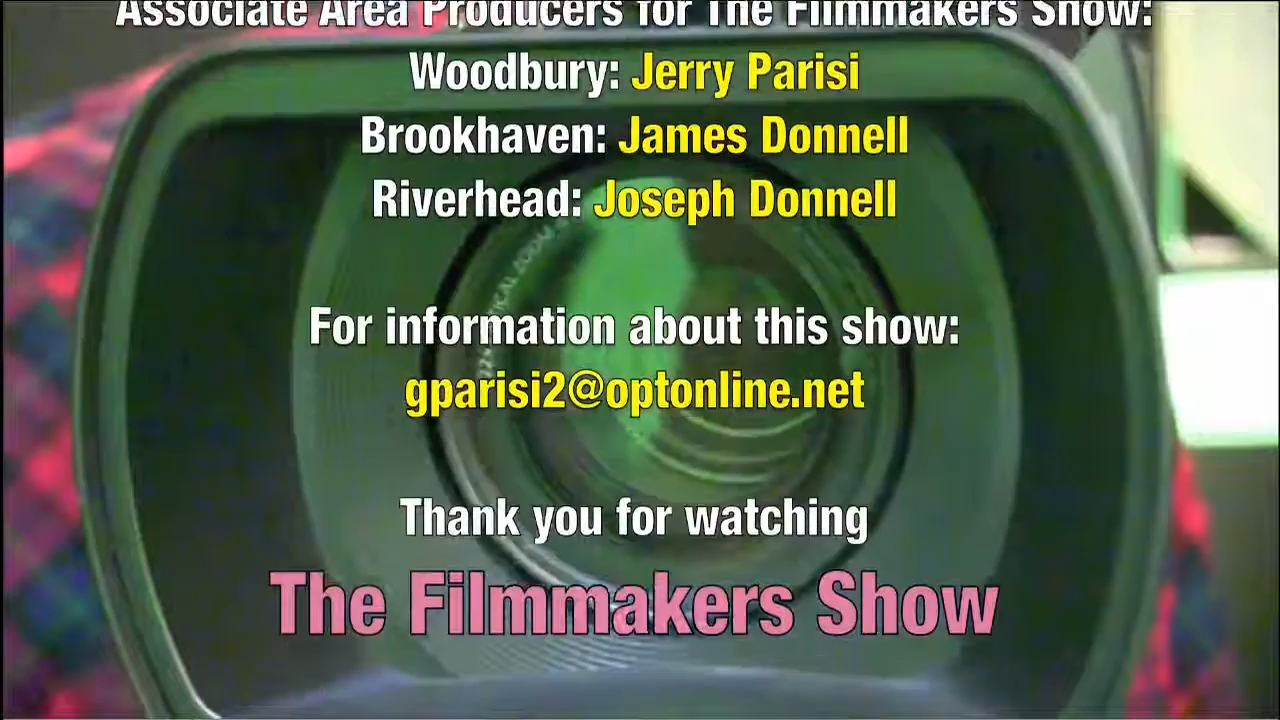 Associate Area Producers for The Filmmakers Show:
Woodbury: Jerry Parisi
Brookhaven: James Donnell
Riverhead: Joseph Donnell
For information about this show:
gparisi2@optonline.net
Thank you for watching
The Filmmakers Show